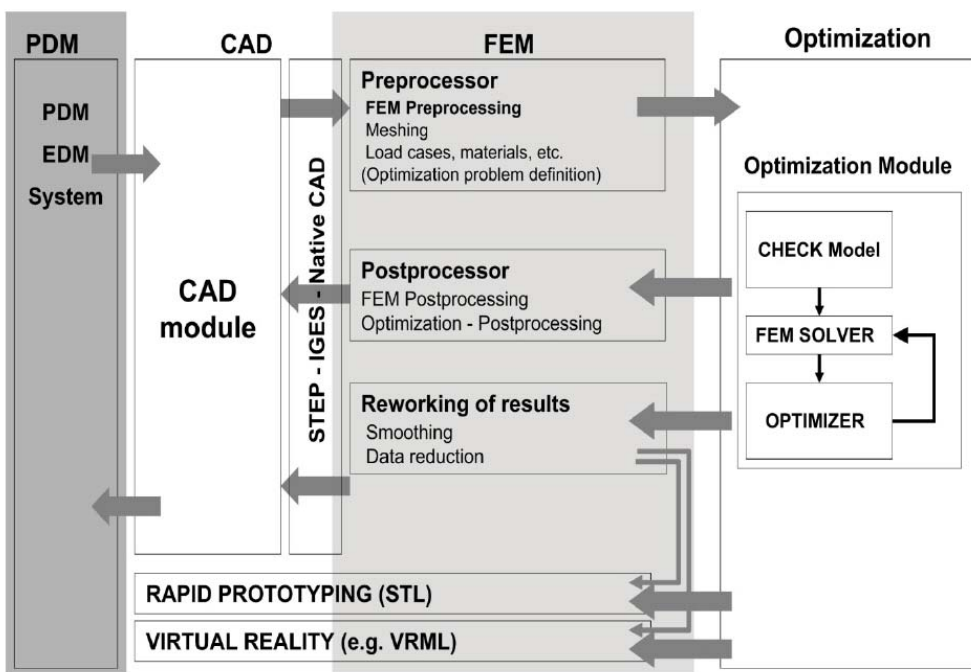 PDM
CAD
FEM
Optimization
PDM
EDM
System
CAD
module
STEP - IGES - Native CAD
Preprocessor
FEM Preprocessing
Meshing
Load cases, materials, etc.
(Optimization problem definition)
Postprocessor
FEM Postprocessing
Optimization - Postprocessing
Reworking of results
Smoothing
Data reduction
Optimization Module
CHECK Model
FEM SOLVER
OPTIMIZER
RAPID PROTOTYPING (STL)
VIRTUAL REALITY (e.g. VRML)